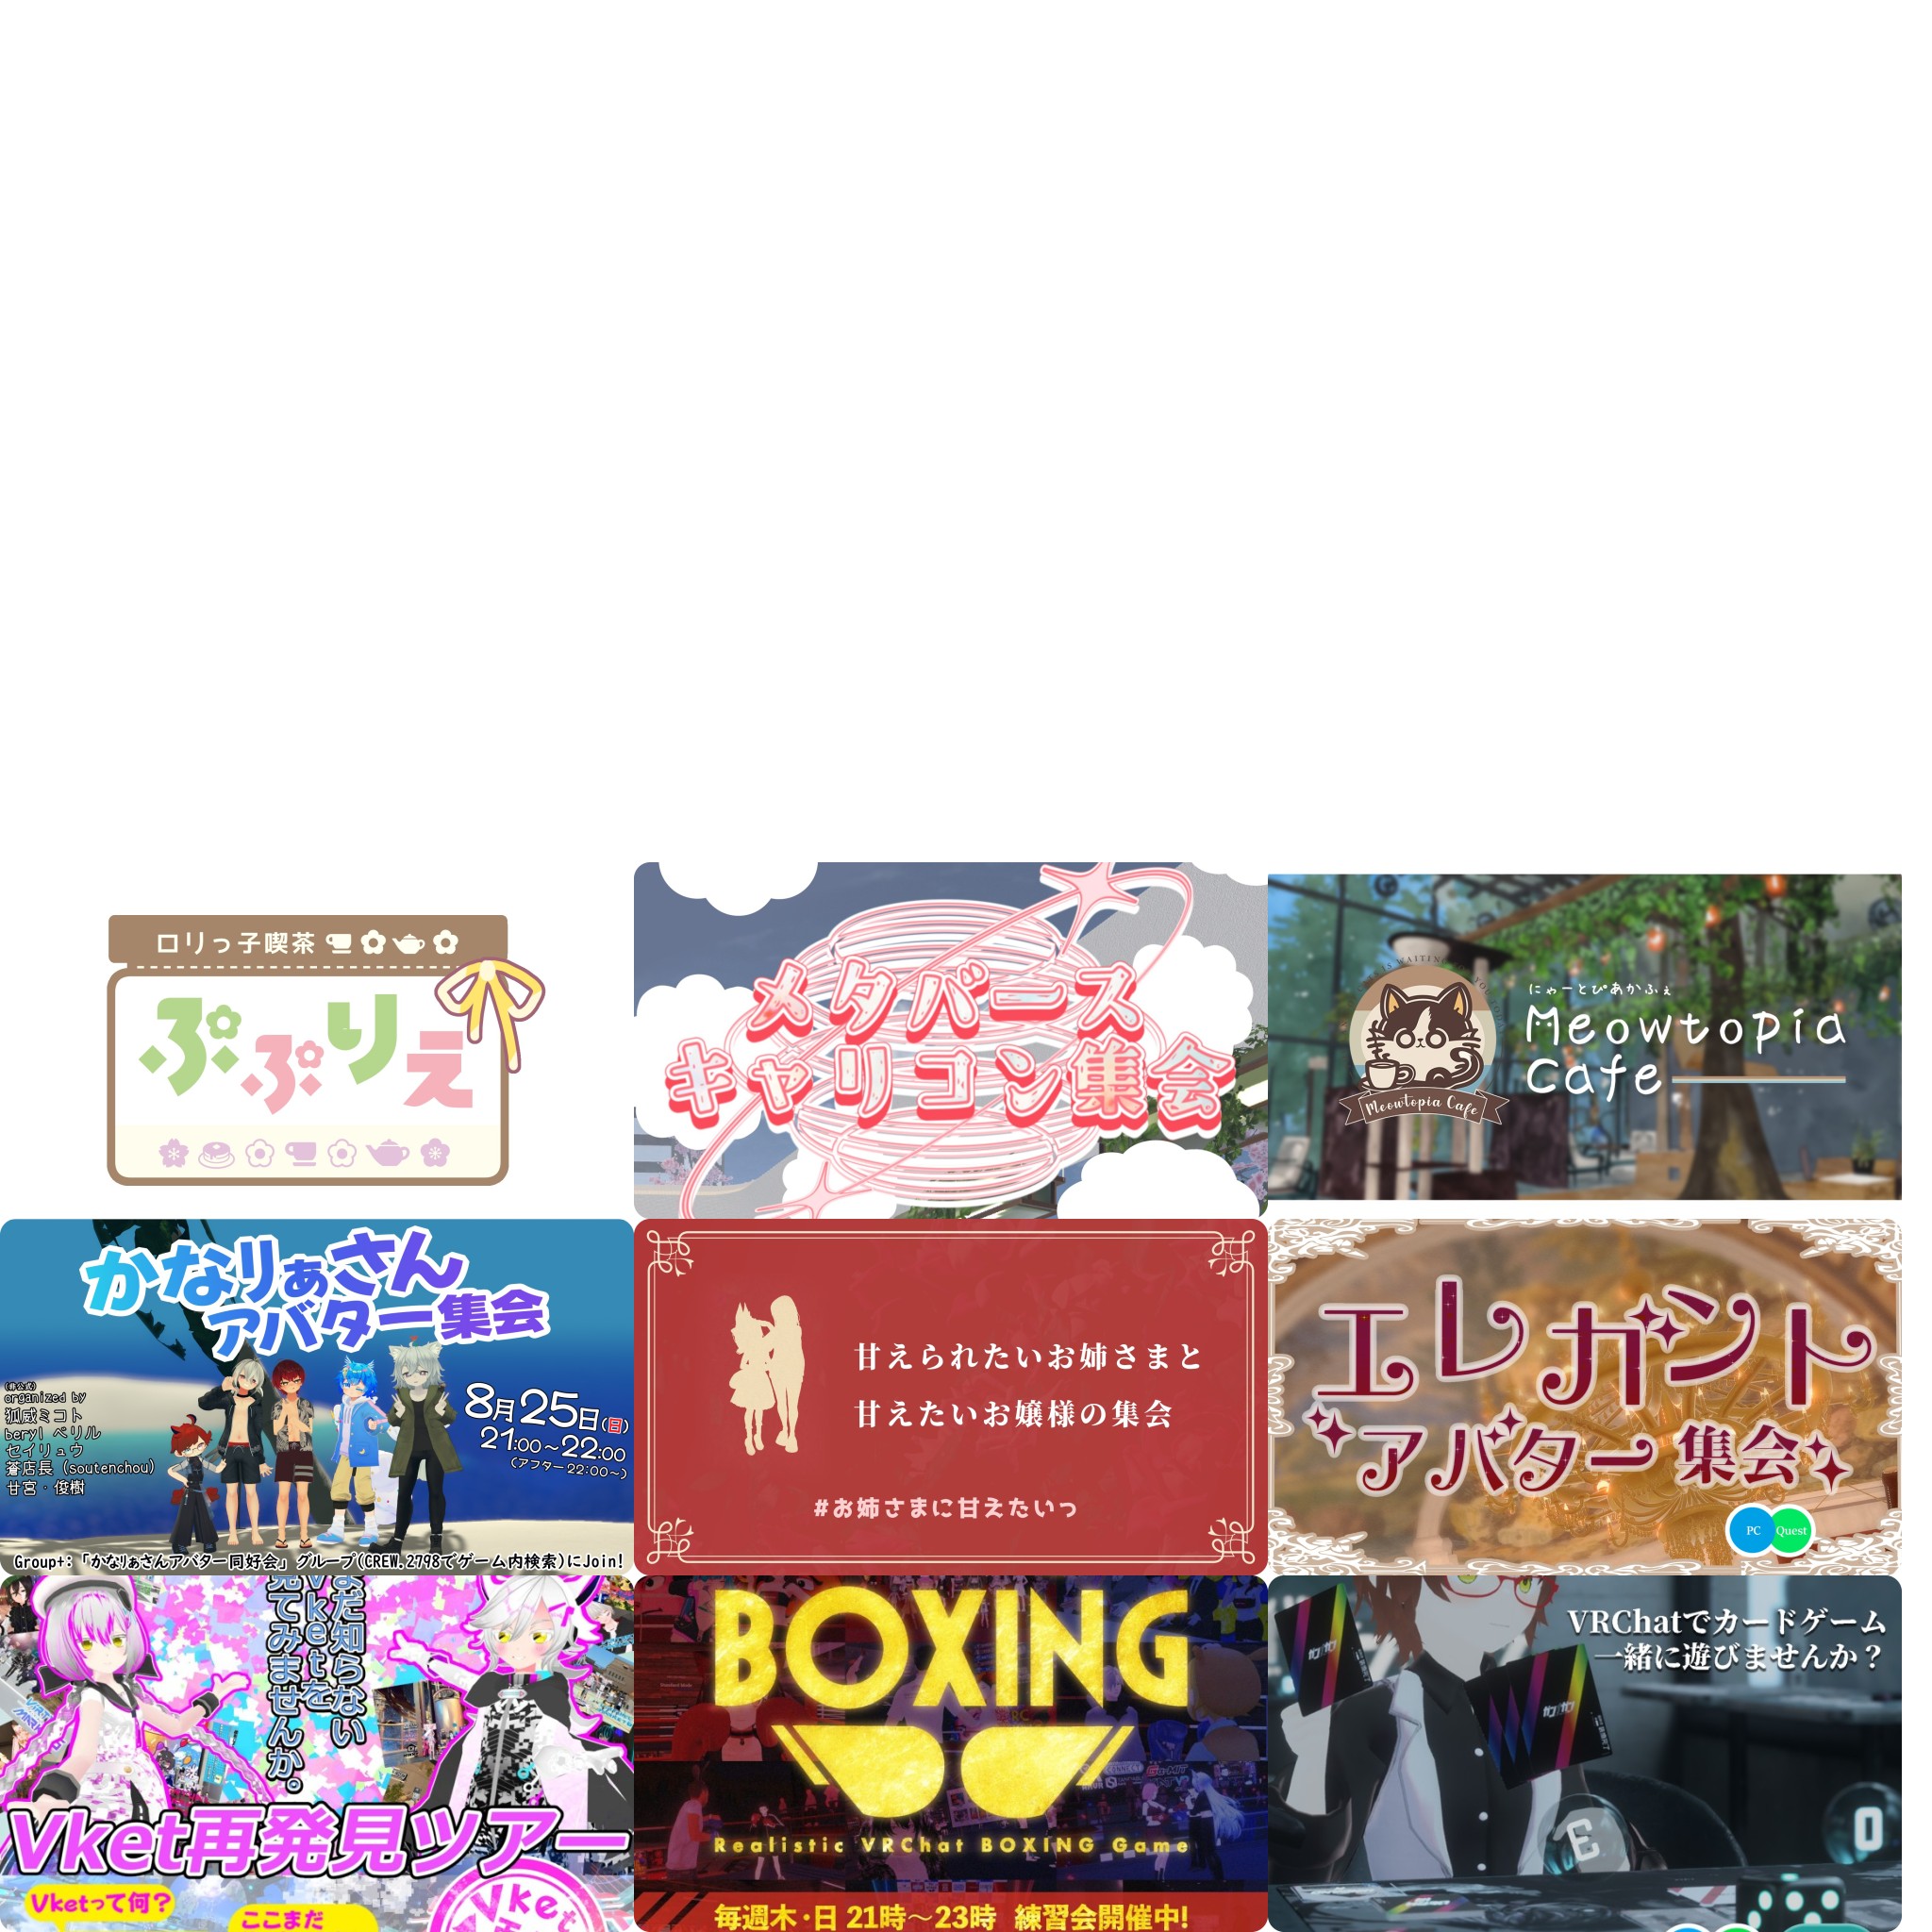 ロリっ子喫茶
ぷぷりえ
メタバース
キャリコン集会
にゃーとぴあかふぇ
Meowtopia
Cafe
Meowtopia Cafe
かなりぁさん
アバター集会
(非公式)
organized by
狐威ミコト
beryl ベリル
セイリュウ
蒼店長 (soutenchou)
甘宮・俊樹
8月25日(日)
21:00~22:00
(アフター22:00~)
Group+:「かなりぁさんアバター同好会」グループ(CREW.2798でゲーム内検索)にJoin!
甘えられたいお姉さまと
甘えたいお嬢様の集会
#お姉さまに甘えたいっ
エレガント
アバター集会
PC
Quest
まだ知らない
Vketを
見てみませんか。
Vket再発見ツアー
Vketって何?
ここまだ
Vket
BOXING
Realistic VRChat BOXING Game
毎週木・日 21時～23時 練習会開催中!
VRChatでカードゲーム
一緒に遊びませんか？
E
O